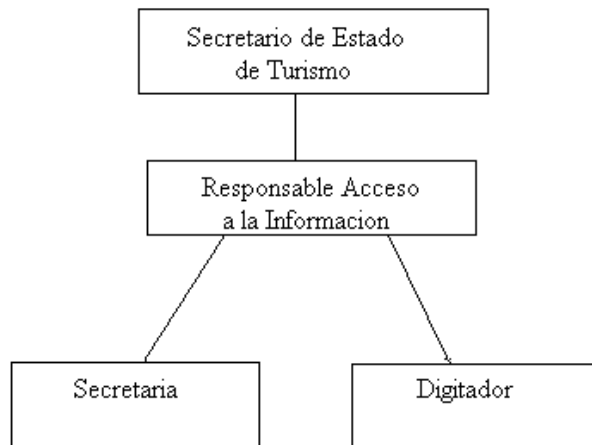 Secretario de Estado
de Turismo
Responsable Acceso
a la Informacion
Secretaria
Digitador